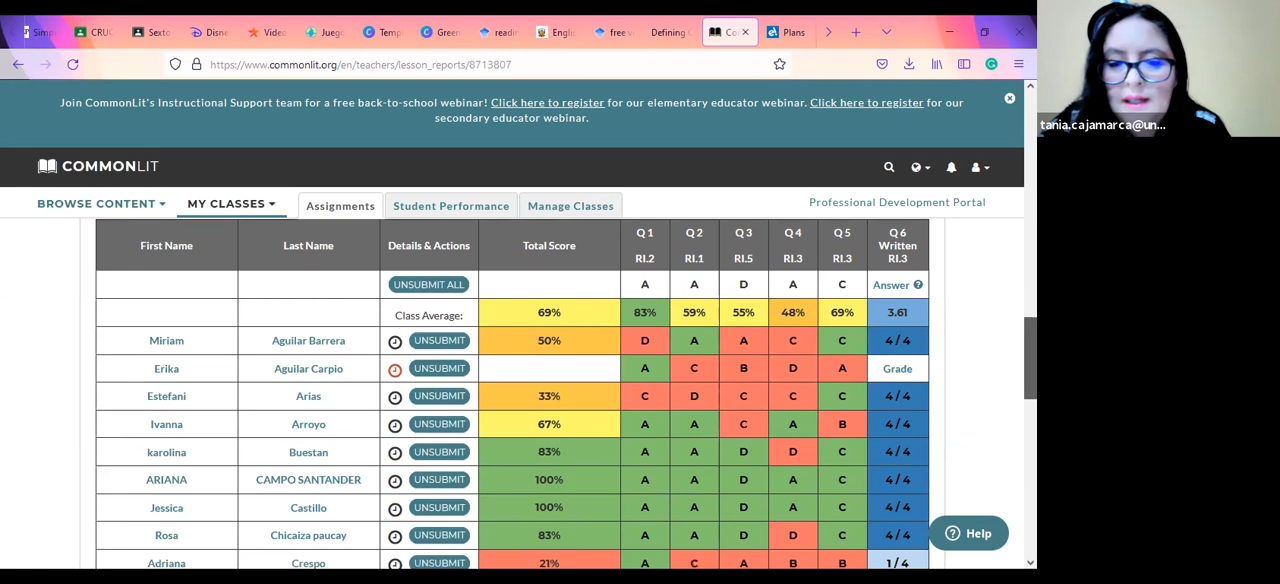 Simp CRUC Sexto Disne Video Juego Temp Green readin Englis free v Defining C Co Plans
https://www.commonlit.org/en/teachers/lesson_reports/8713807
tania.cajamarca@un...
Join CommonLit's Instructional Support team for a free back-to-school webinar! Click here to register for our elementary educator webinar. Click here to register for our
secondary educator webinar.
COMMONLIT
BROWSE CONTENT MY CLASSES Assignments Student Performance Manage Classes Professional Development Portal
First Name Last Name Details & Actions Total Score Q 1 RI.2 Q 2 RI.1 Q 3 RI.5 Q 4 RI.3 Q 5 RI.3 Q 6 Written RI.3
UNSUBMIT ALL A A D A C Answer ?
Class Average: 69% 83% 59% 55% 48% 69% 3.61
Miriam Aguilar Barrera UNSUBMIT 50% D A A C C 4 / 4
Erika Aguilar Carpio UNSUBMIT A C B D A Grade
Estefani Arias UNSUBMIT 33% C D C C C 4 / 4
Ivanna Arroyo UNSUBMIT 67% A A C A B 4 / 4
karolina Buestan UNSUBMIT 83% A A D D C 4 / 4
ARIANA CAMPO SANTANDER UNSUBMIT 100% A A D A C 4 / 4
Jessica Castillo UNSUBMIT 100% A A D A C 4 / 4
Rosa Chicaiza paucay UNSUBMIT 83% A A D D C 4 / 4
Adriana Crespo UNSUBMIT 21% A C A B B 1 / 4
? Help